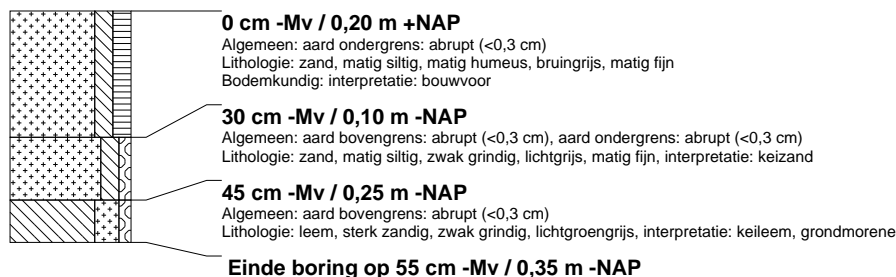 0 cm -Mv / 0,20 m +NAP
Algemeen: aard ondergrens: abrupt (<0,3 cm)
Lithologie: zand, matig siltig, matig humeus, bruingrijs, matig fijn
Bodemkundig: interpretatie: bouwvoor
30 cm -Mv / 0,10 m -NAP
Algemeen: aard bovengrens: abrupt (<0,3 cm), aard ondergrens: abrupt (<0,3 cm)
Lithologie: zand, matig siltig, zwak grindig, lichtgrijs, matig fijn, interpretatie: keizand
45 cm -Mv / 0,25 m -NAP
Algemeen: aard bovengrens: abrupt (<0,3 cm)
Lithologie: leem, sterk zandig, zwak grindig, lichtgroengrijs, interpretatie: keileem, grondmorene
Einde boring op 55 cm -Mv / 0,35 m -NAP